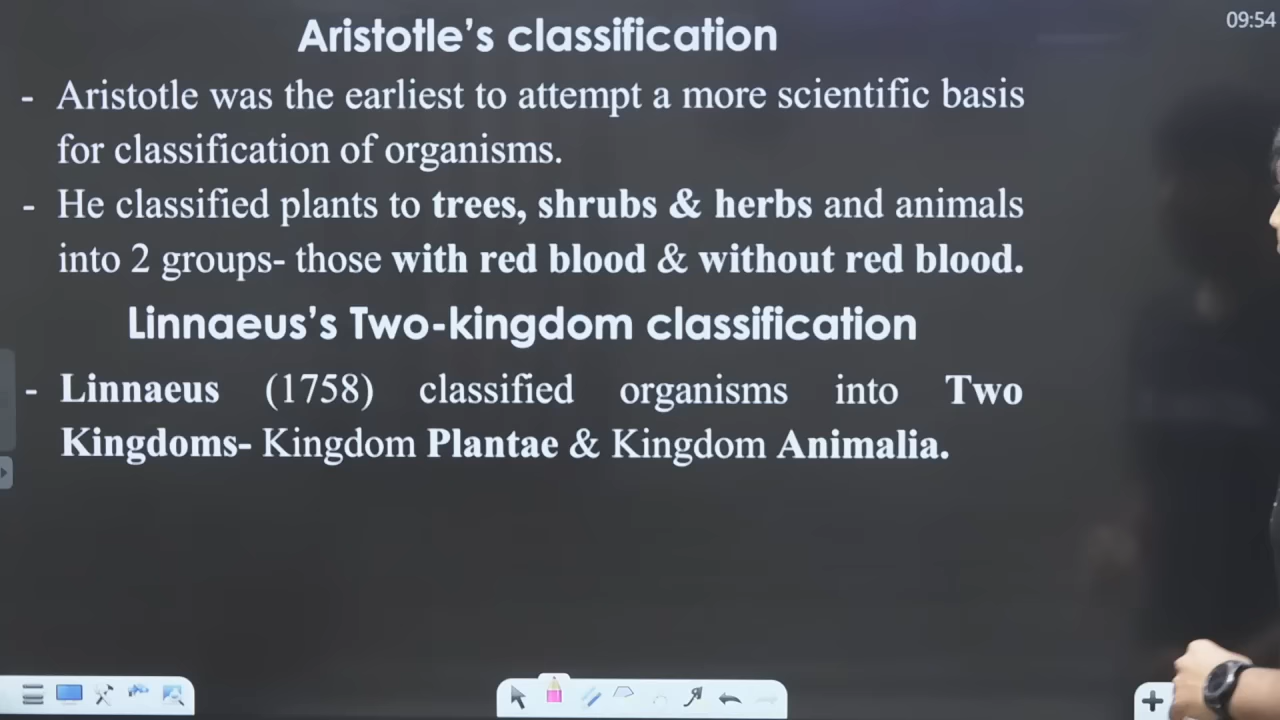 09:54
Aristotle’s classification
- Aristotle was the earliest to attempt a more scientific basis
for classification of organisms.
- He classified plants to trees, shrubs & herbs and animals
into 2 groups- those with red blood & without red blood.
Linnaeus’s Two-kingdom classification
- Linnaeus (1758) classified organisms into Two
Kingdoms- Kingdom Plantae & Kingdom Animalia.